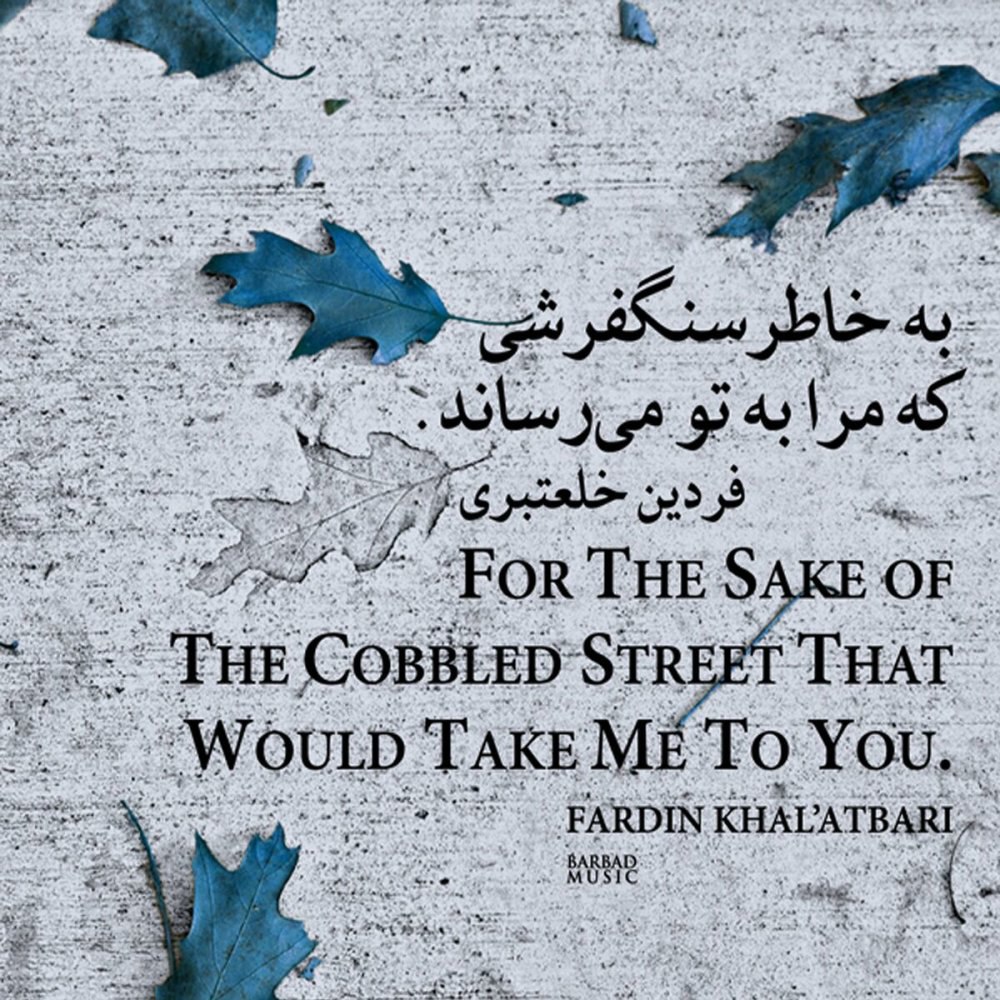 به خاطر سنگفرشی
که مرا به تو می‌رساند.
فردین خلعتبری
FOR THE SAKE OF
THE COBBLED STREET THAT
WOULD TAKE ME TO YOU.
FARDIN KHAL’ATBARI
BARBAD
MUSIC